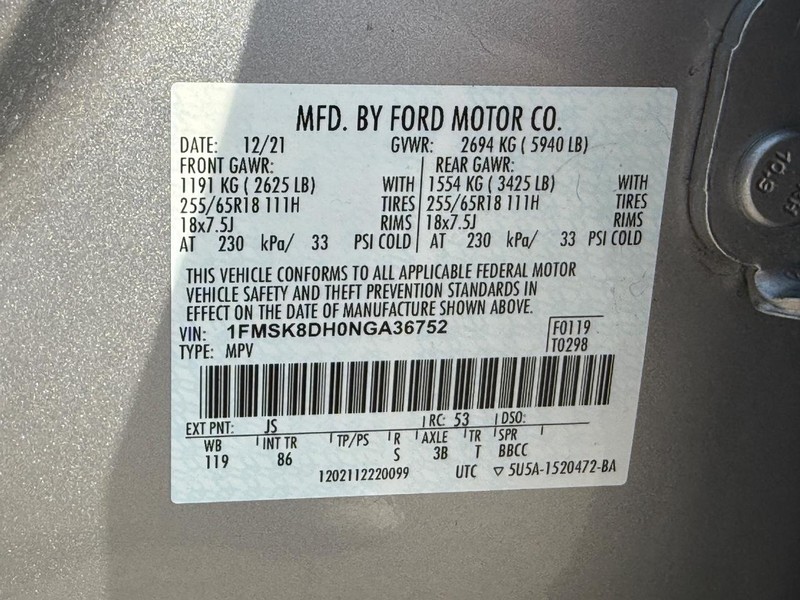 MFD. BY FORD MOTOR CO.
DATE: 12/21 GVWR: 2694 KG ( 5940 LB)
FRONT GAWR: REAR GAWR:
1191 KG ( 2625 LB) WITH 1554 KG ( 3425 LB) WITH
255/65R18 111H TIRES 255/65R18 111H TIRES
18x7.5J RIMS 18x7.5J RIMS
AT 230 kPa/ 33 PSI COLD AT 230 kPa/ 33 PSI COLD
THIS VEHICLE CONFORMS TO ALL APPLICABLE FEDERAL MOTOR
VEHICLE SAFETY AND THEFT PREVENTION STANDARDS IN
EFFECT ON THE DATE OF MANUFACTURE SHOWN ABOVE.
VIN: 1FMSK8DH0NGA36752 F0119
TYPE: MPV T0298
EXT PNT: JS RC: 53 DSO:
WB INT TR TP/PS R AXLE TR SPR
119 86 S 3B T BBCC
1202112220099 UTC ▽ 5U5A-1520472-BA
10.9